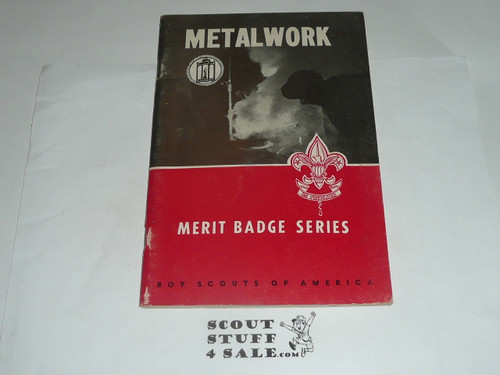 METALWORK
MERIT BADGE SERIES
BOY SCOUTS OF AMERICA
SCOUT
STUFF
4 SALE.com